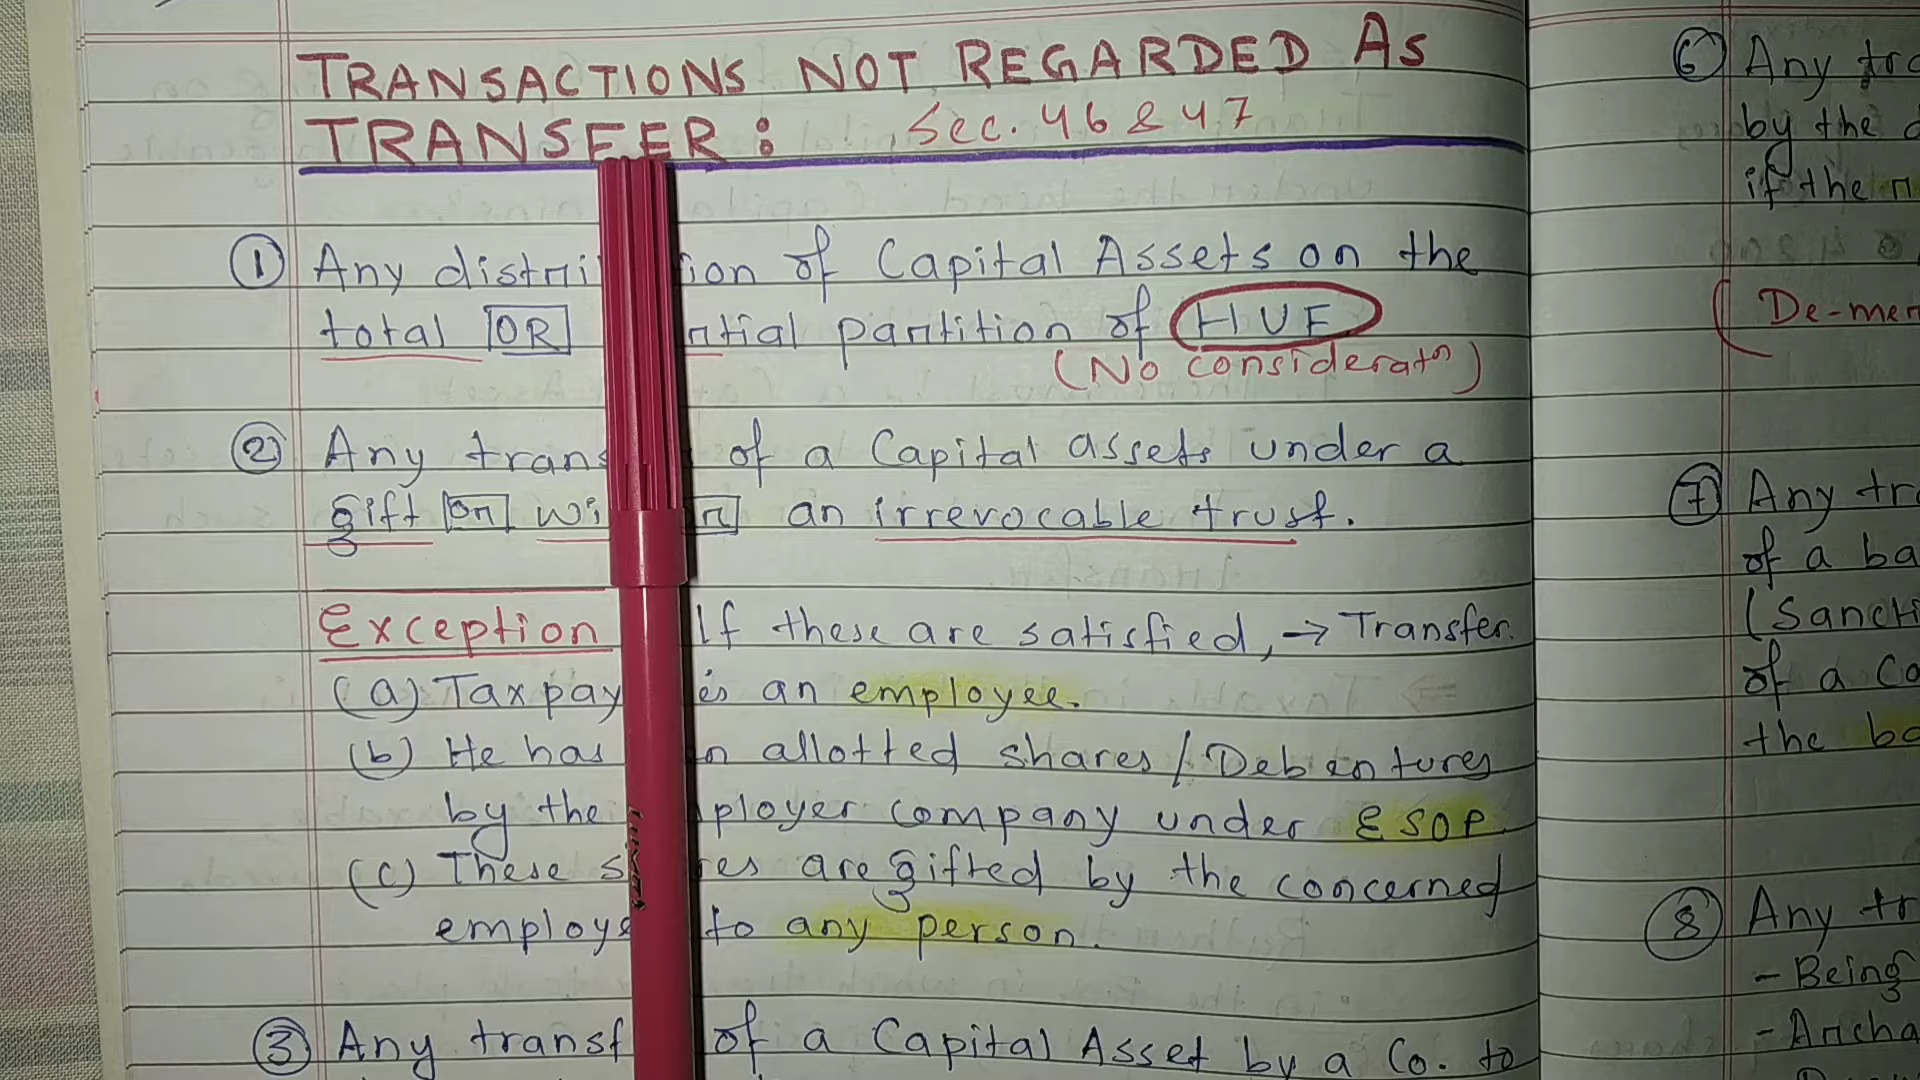 TRANSACTIONS NOT REGARDED AS
TRANSFER: Sec. 46 & 47
① Any distri ion of Capital Assets on the
total OR rtial partition of HUF
(No consideratn)
② Any trans of a Capital assets under a
gift or wi r an irrevocable trust.
Exception If these are satisfied, → Transfer.
(a) Taxpay is an employee.
(b) He has n allotted shares/Debentures
by the ployer company under ESOP.
(c) These s res are gifted by the concerned
employe to any person.
③ Any transf of a Capital Asset by a Co. to
⑥ Any tra
by the
if the
(De-mer
⑦ Any tra
of a ba
(Sancti
of a Co
the ba
⑧ Any tr
- Being
- Archa